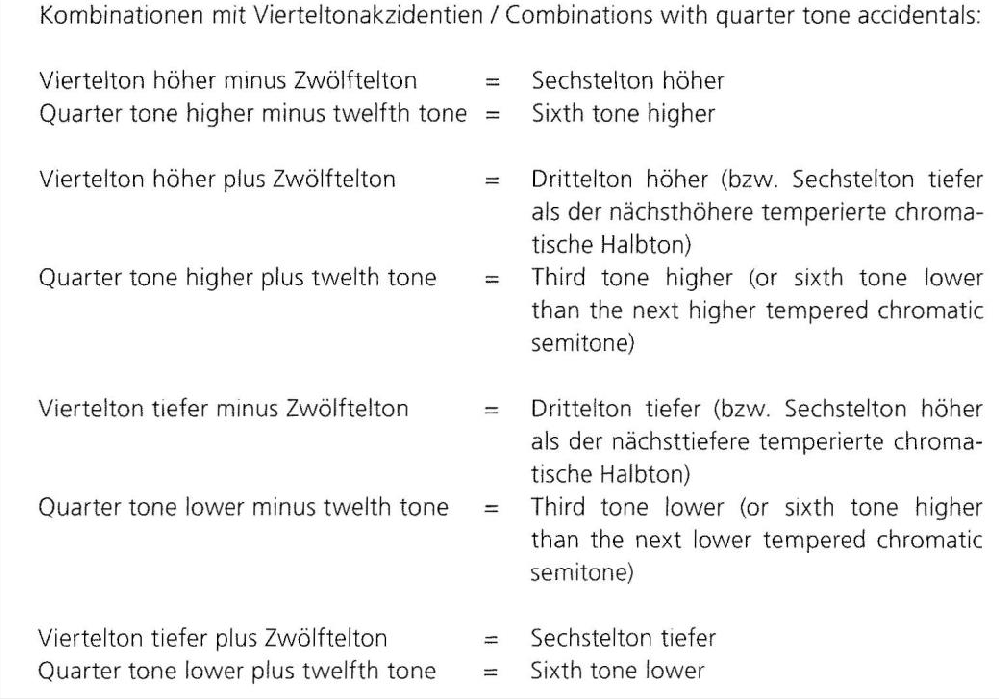 Kombinationen mit Vierteltonakzidentien / Combinations with quarter tone accidentals:
Viertelton höher minus Zwölftelton = Sechstelton höher
Quarter tone higher minus twelfth tone = Sixth tone higher
Viertelton höher plus Zwölftelton = Drittelton höher (bzw. Sechstelton tiefer
als der nächsthöhere temperierte chroma-
tische Halbton)
Quarter tone higher plus twelth tone = Third tone higher (or sixth tone lower
than the next higher tempered chromatic
semitone)
Viertelton tiefer minus Zwölftelton = Drittelton tiefer (bzw. Sechstelton höher
als der nächsttiefere temperierte chroma-
tische Halbton)
Quarter tone lower minus twelth tone = Third tone lower (or sixth tone higher
than the next lower tempered chromatic
semitone)
Viertelton tiefer plus Zwölftelton = Sechstelton tiefer
Quarter tone lower plus twelfth tone = Sixth tone lower